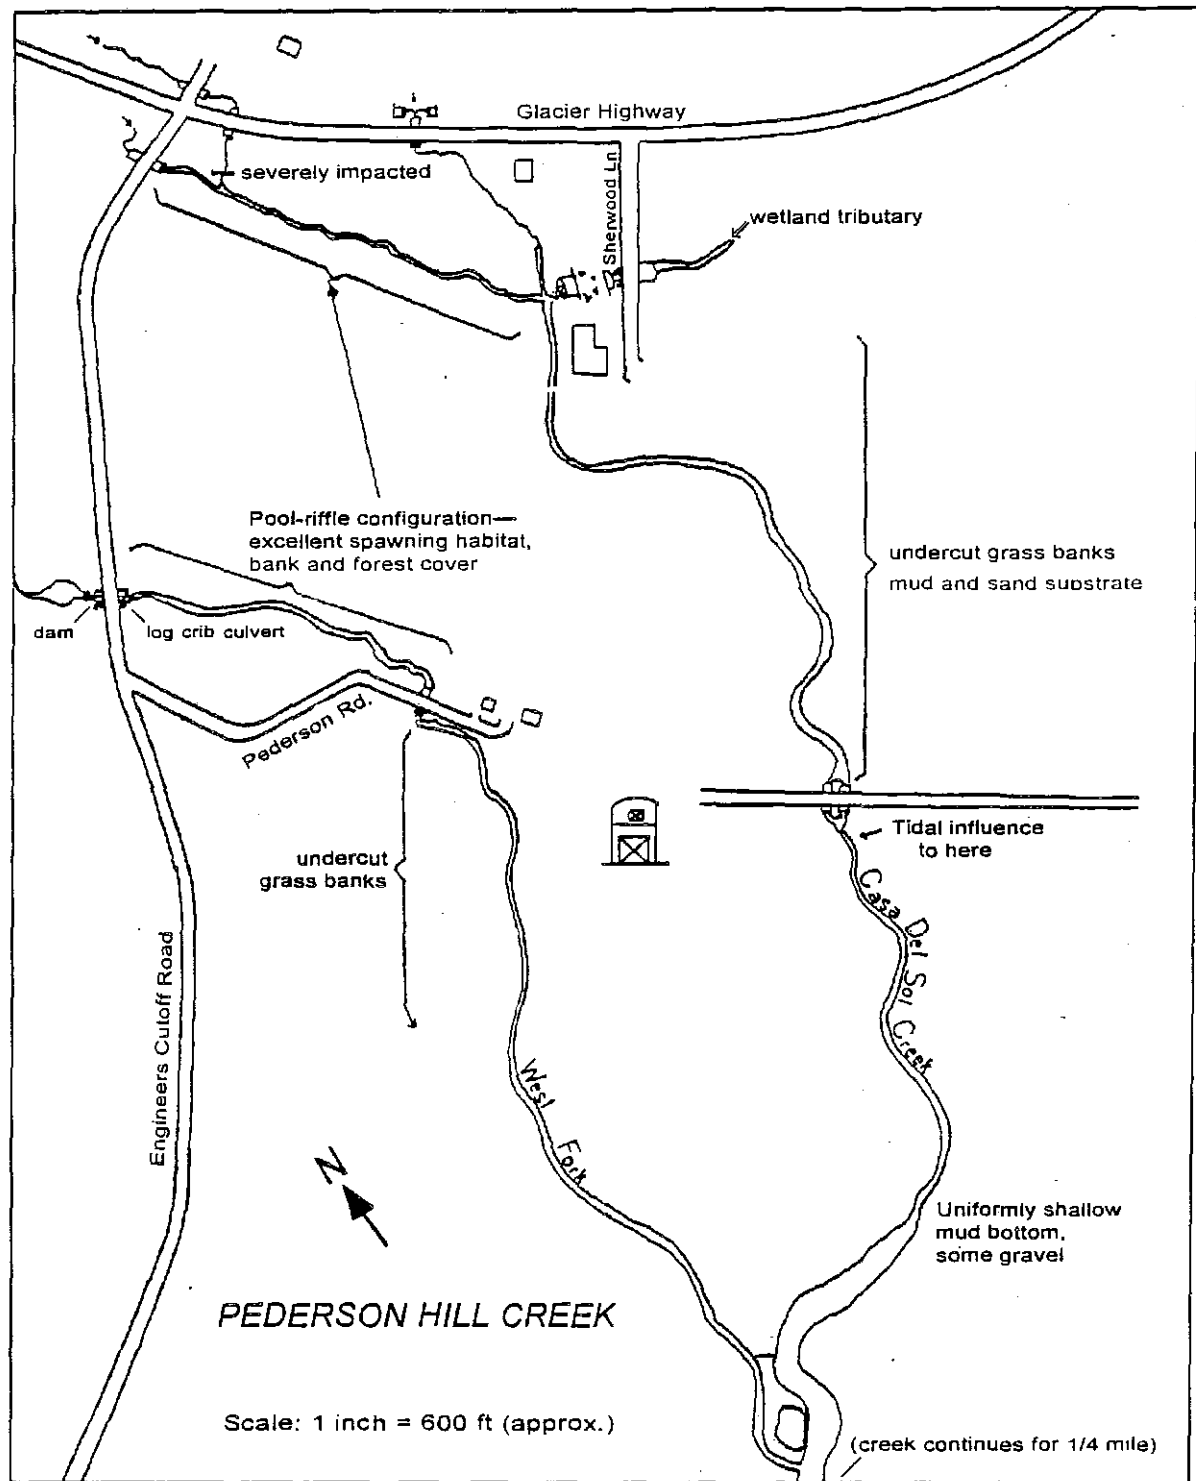 Glacier Highway
severely impacted
Sherwood Ln.
wetland tributary
Pool-riffle configuration—
excellent spawning habitat,
bank and forest cover
undercut grass banks
mud and sand substrate
dam
log crib culvert
Pederson Rd.
Tidal influence
to here
undercut
grass banks
Casa Del Sol Creek
Engineers Cutoff Road
West Fork
N
Uniformly shallow
mud bottom,
some gravel
PEDERSON HILL CREEK
Scale: 1 inch = 600 ft (approx.)
(creek continues for 1/4 mile)